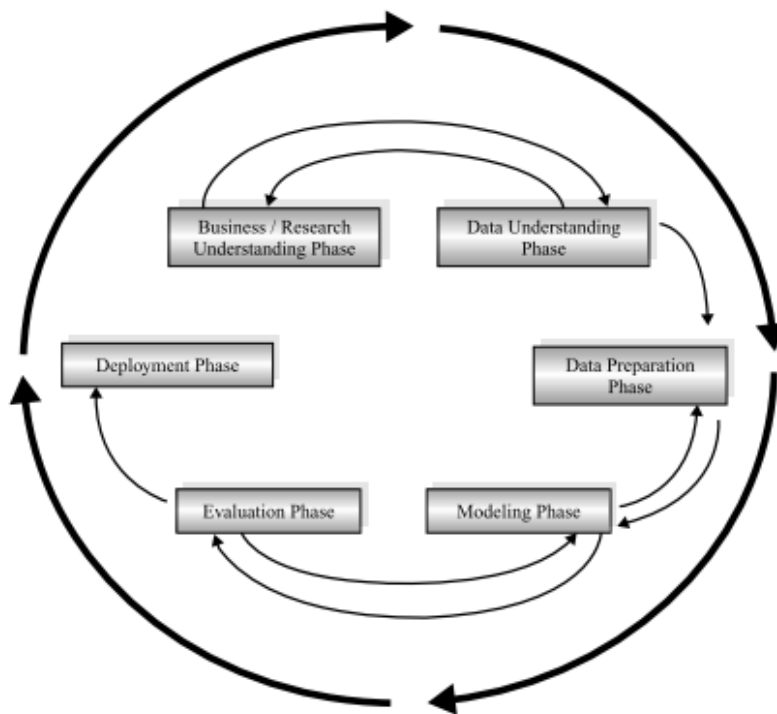 Business / Research
Understanding Phase
Data Understanding
Phase
Deployment Phase
Data Preparation
Phase
Evaluation Phase
Modeling Phase